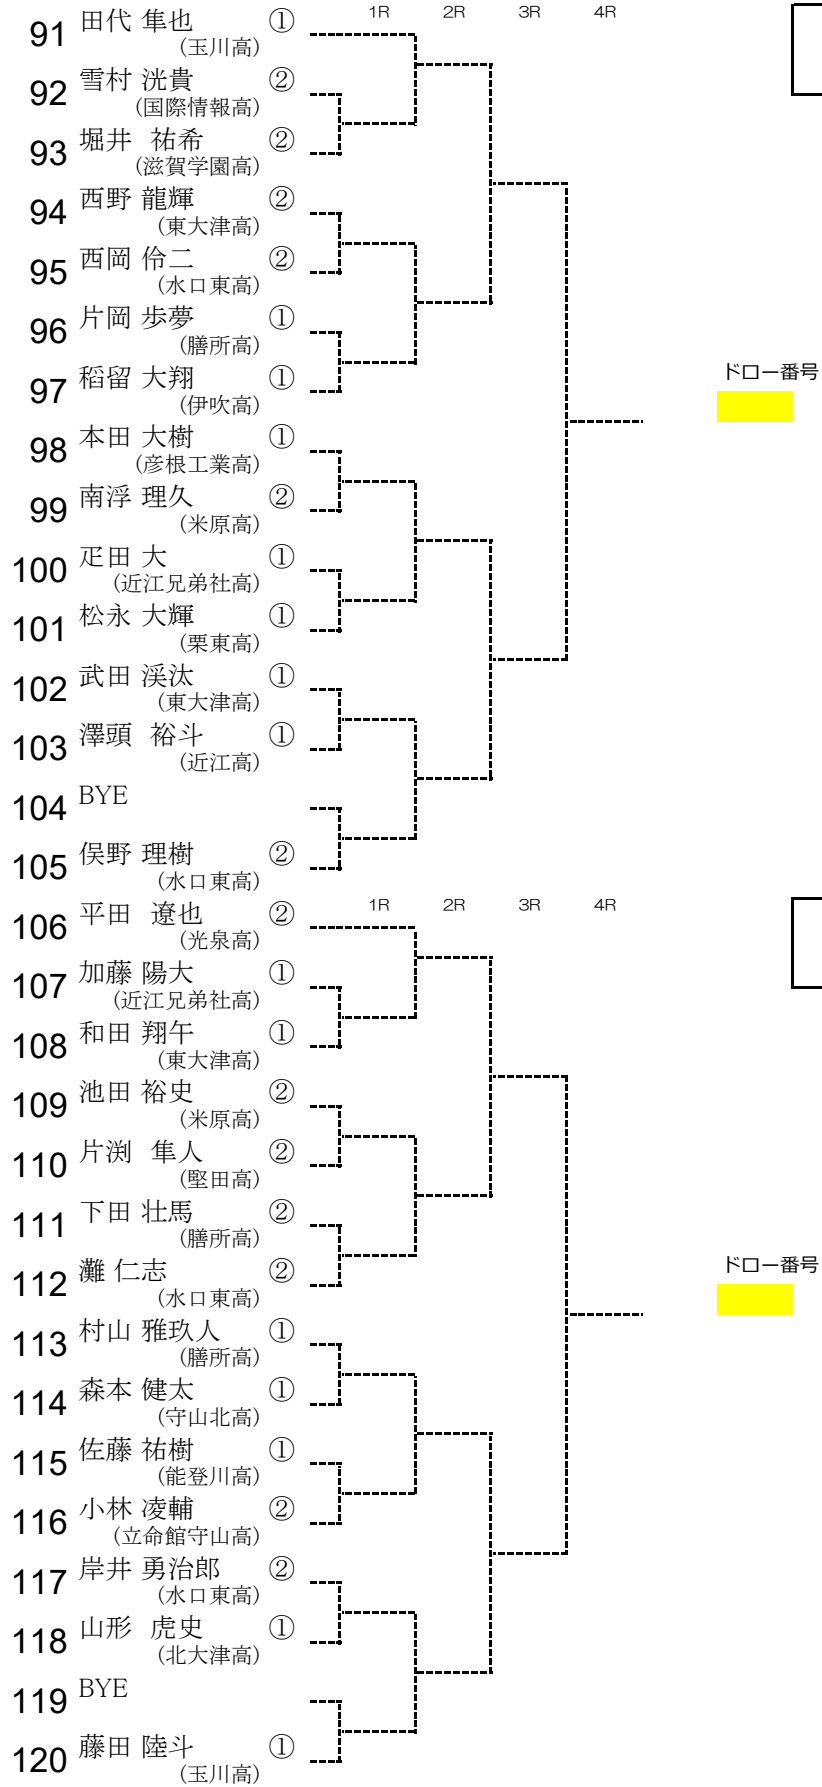 1R 2R 3R 4R
91 田代 隼也 ①
(玉川高)
92 雪村 洸貴 ②
(国際情報高)
93 堀井 祐希 ②
(滋賀学園高)
94 西野 龍輝 ②
(東大津高)
95 西岡 伶二 ②
(水口東高)
96 片岡 歩夢 ①
(膳所高)
ドロー番号
97 稻留 大翔 ①
(伊吹高)
98 本田 大樹 ①
(彦根工業高)
99 南浮 理久 ②
(米原高)
100 疋田 大 ①
(近江兄弟社高)
101 松永 大輝 ①
(栗東高)
102 武田 渓汰 ①
(東大津高)
103 澤頭 裕斗 ①
(近江高)
104 BYE
105 俣野 理樹 ②
(水口東高)
1R 2R 3R 4R
106 平田 遼也 ②
(光泉高)
107 加藤 陽大 ①
(近江兄弟社高)
108 和田 翔午 ①
(東大津高)
109 池田 裕史 ②
(米原高)
110 片渕 隼人 ②
(堅田高)
111 下田 壮馬 ②
(膳所高)
ドロー番号
112 灘 仁志 ②
(水口東高)
113 村山 雅玖人 ①
(膳所高)
114 森本 健太 ①
(守山北高)
115 佐藤 祐樹 ①
(能登川高)
116 小林 凌輔 ②
(立命館守山高)
117 岸井 勇治郎 ②
(水口東高)
118 山形 虎史 ①
(北大津高)
119 BYE
120 藤田 陸斗 ①
(玉川高)